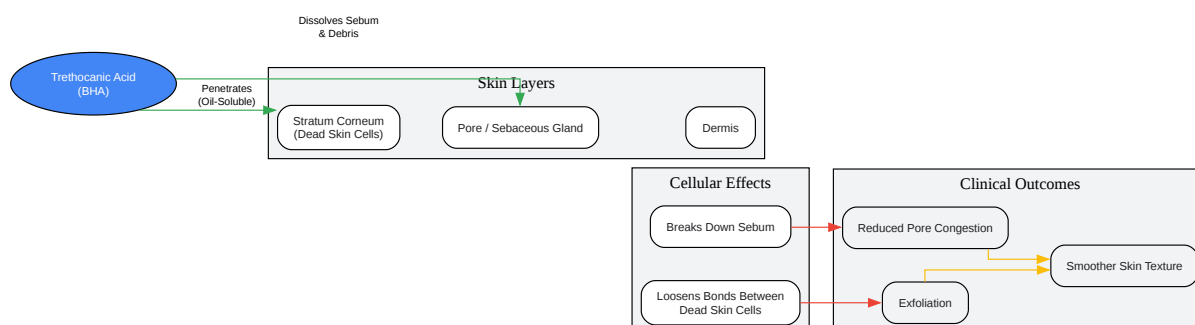 Dissolves Sebum
& Debris
Trethocanic Acid
(BHA)
Penetrates
(Oil-Soluble)
Skin Layers
Stratum Corneum
(Dead Skin Cells)
Pore / Sebaceous Gland
Dermis
Cellular Effects
Breaks Down Sebum
Loosens Bonds Between
Dead Skin Cells
Clinical Outcomes
Reduced Pore Congestion
Smoother Skin Texture
Exfoliation